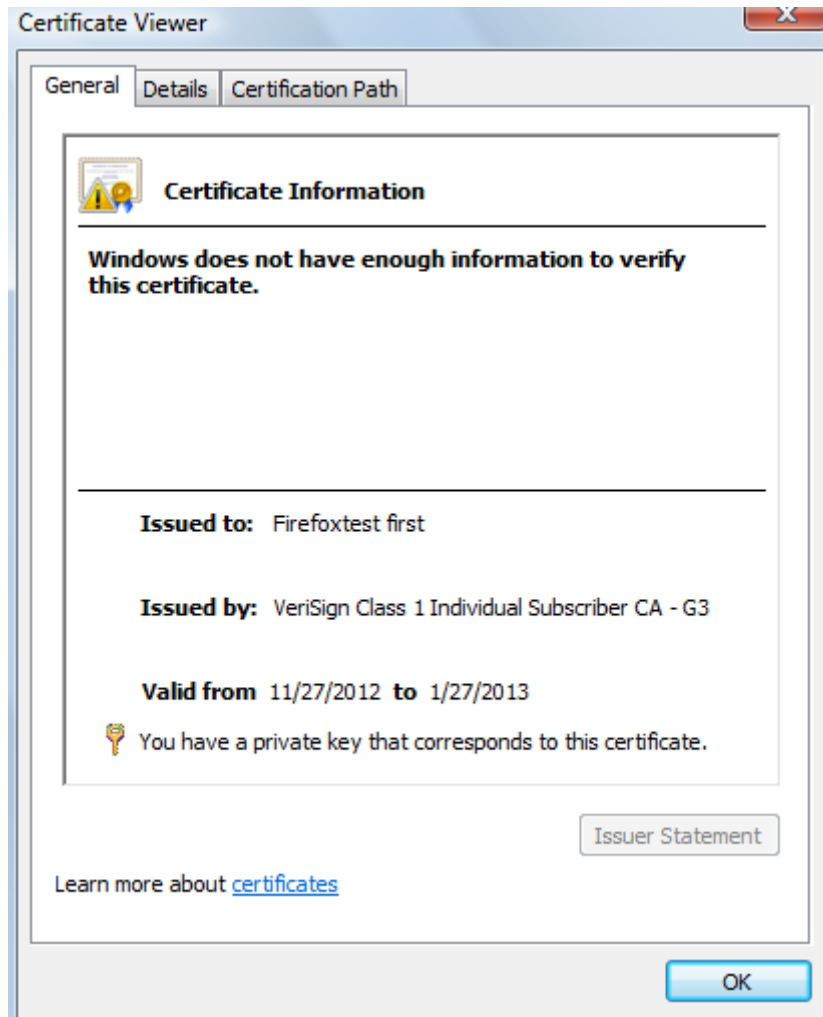 Certificate Viewer
General Details Certification Path
Certificate Information
Windows does not have enough information to verify
this certificate.
Issued to: Firefoxtest first
Issued by: VeriSign Class 1 Individual Subscriber CA - G3
Valid from 11/27/2012 to 1/27/2013
You have a private key that corresponds to this certificate.
Issuer Statement
Learn more about certificates
OK